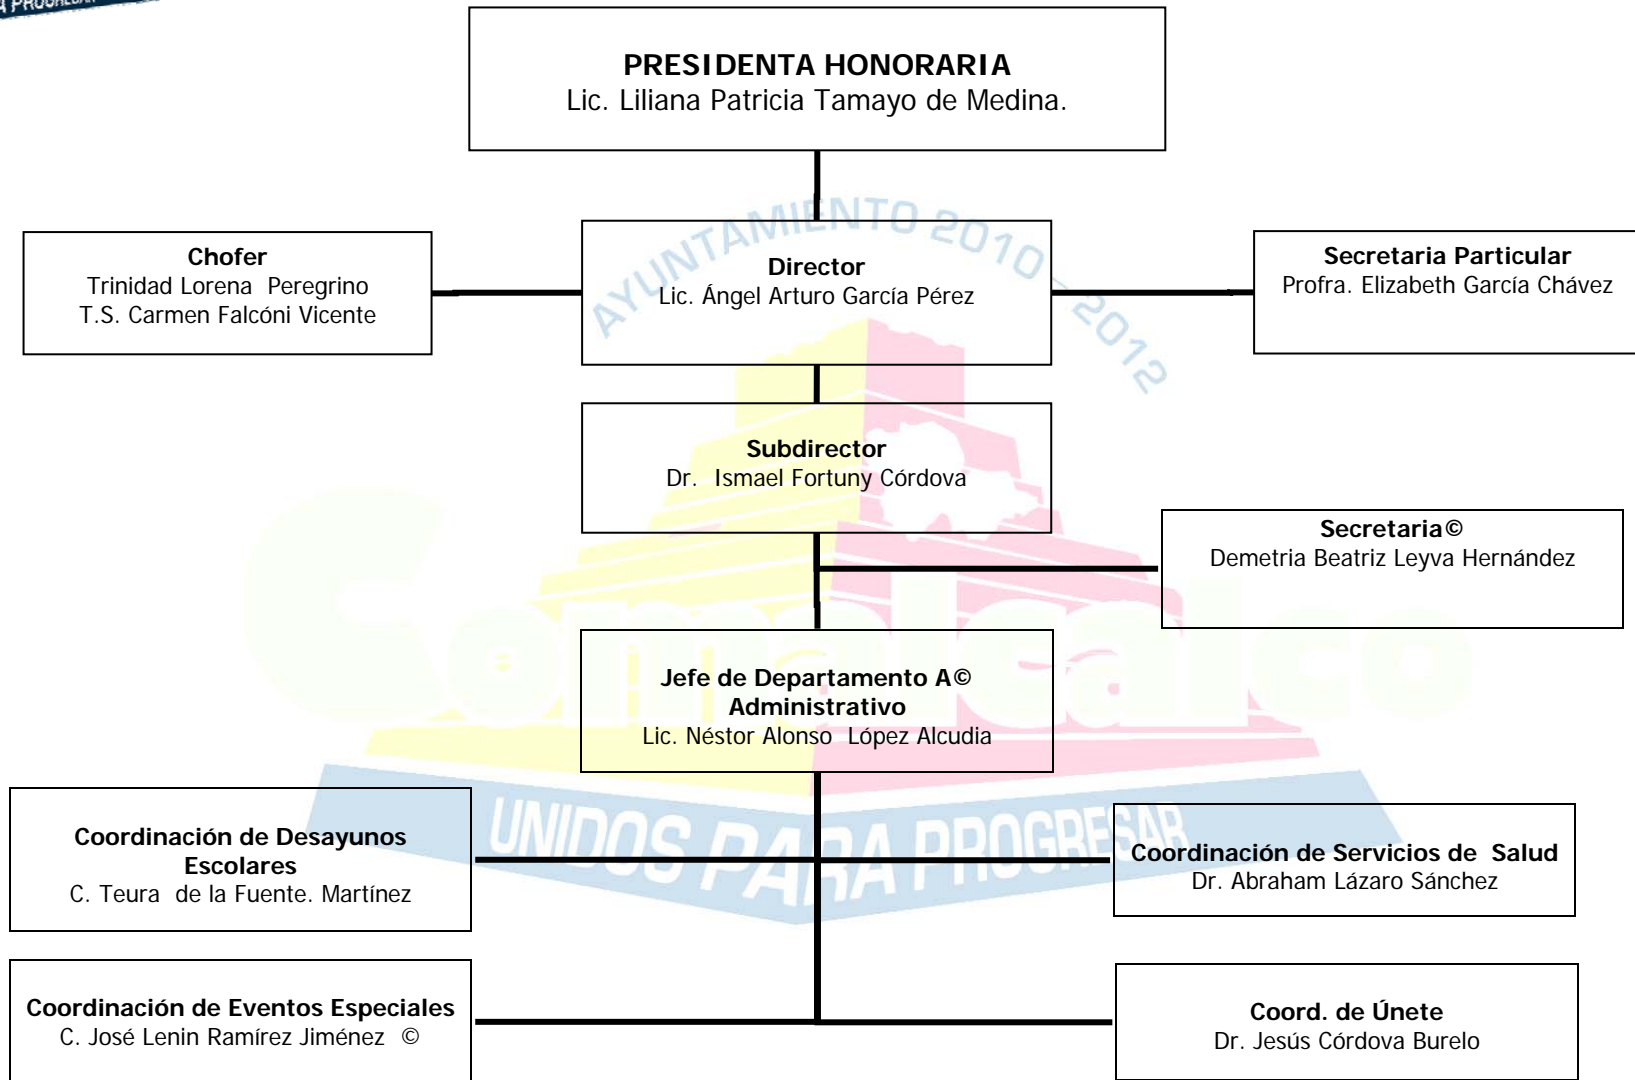 A PROGRESAR
PRESIDENTA HONORARIA
Lic. Liliana Patricia Tamayo de Medina.
AYUNTAMIENTO 2010 - 2012
Chofer
Trinidad Lorena  Peregrino
T.S. Carmen Falcóni Vicente
Director
Lic. Ángel Arturo García Pérez
Secretaria Particular
Profra. Elizabeth García Chávez
Subdirector
Dr.  Ismael Fortuny Córdova
Secretaria©
Demetria Beatriz Leyva Hernández
Comalcalco
Jefe de Departamento A©
Administrativo
Lic. Néstor Alonso  López Alcudia
UNIDOS PARA PROGRESAR
Coordinación de Desayunos
Escolares
C. Teura  de la Fuente. Martínez
Coordinación de Servicios de  Salud
Dr. Abraham Lázaro Sánchez
Coordinación de Eventos Especiales
C. José Lenin Ramírez Jiménez  ©
Coord. de Únete
Dr. Jesús Córdova Burelo